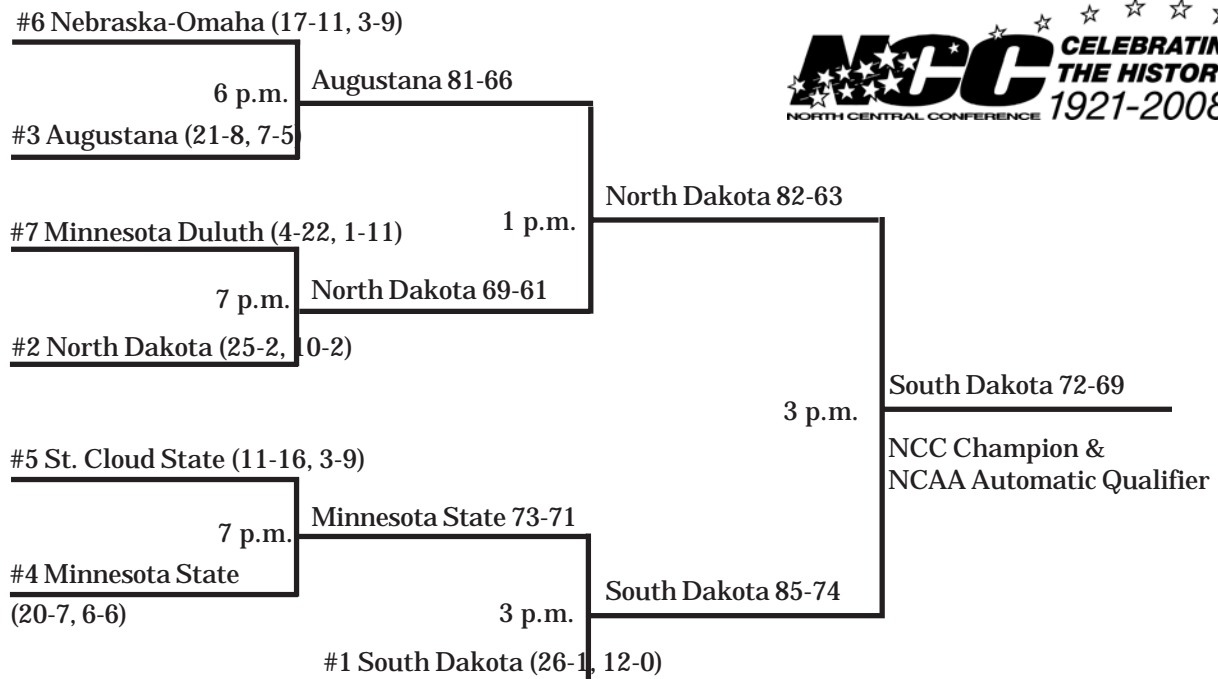 #6 Nebraska-Omaha (17-11, 3-9)
6 p.m.
Augustana 81-66
#3 Augustana (21-8, 7-5)
#7 Minnesota Duluth (4-22, 1-11)
7 p.m.
North Dakota 69-61
#2 North Dakota (25-2, 10-2)
1 p.m.
North Dakota 82-63
#5 St. Cloud State (11-16, 3-9)
7 p.m.
Minnesota State 73-71
#4 Minnesota State
(20-7, 6-6)
3 p.m.
South Dakota 85-74
#1 South Dakota (26-1, 12-0)
3 p.m.
South Dakota 72-69
NCC Champion &
NCAA Automatic Qualifier
NCC
NORTH CENTRAL CONFERENCE
CELEBRATIN
THE HISTOR
1921-2008